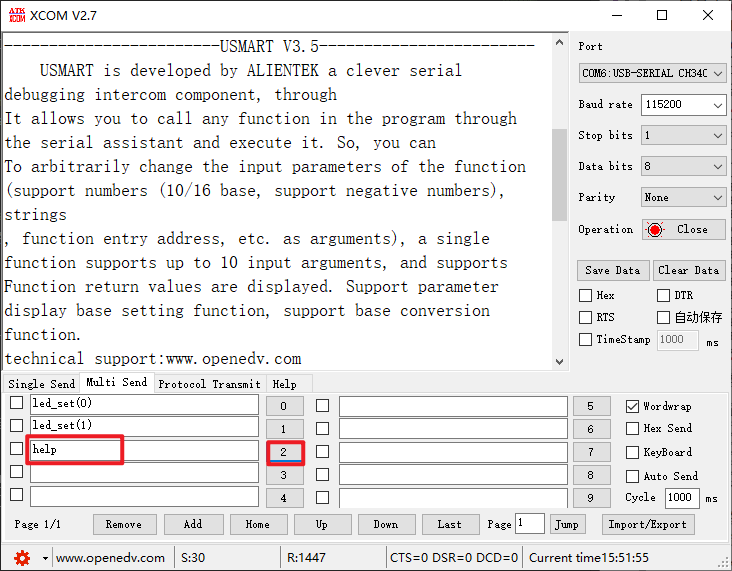 ATK XCOM XCOM V2.7
------------------------USMART V3.5------------------------
USMART is developed by ALIENTEK a clever serial
debugging intercom component, through
It allows you to call any function in the program through
the serial assistant and execute it. So, you can
To arbitrarily change the input parameters of the function
(support numbers (10/16 base, support negative numbers),
strings
, function entry address, etc. as arguments), a single
function supports up to 10 input arguments, and supports
Function return values are displayed. Support parameter
display base setting function, support base conversion
function.
technical support:www.openedv.com
Port
COM6:USB-SERIAL CH340
Baud rate 115200
Stop bits 1
Data bits 8
Parity None
Operation Close
Save Data Clear Data
Hex DTR
RTS 自动保存
TimeStamp 1000 ms
Single Send Multi Send Protocol Transmit Help
led_set(0) 0 5 Wordwrap
led_set(1) 1 6 Hex Send
help 2 7 KeyBoard
3 8 Auto Send
4 9 Cycle 1000 ms
Page 1/1 Remove Add Home Up Down Last Page 1 Jump Import/Export
www.openedv.com S:30 R:1447 CTS=0 DSR=0 DCD=0 Current time15:51:55